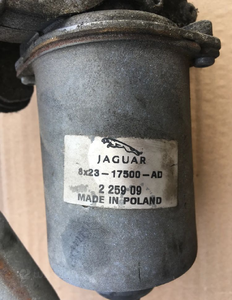 JAGUAR
8x23-17500-AD
2 259 09
MADE IN POLAND